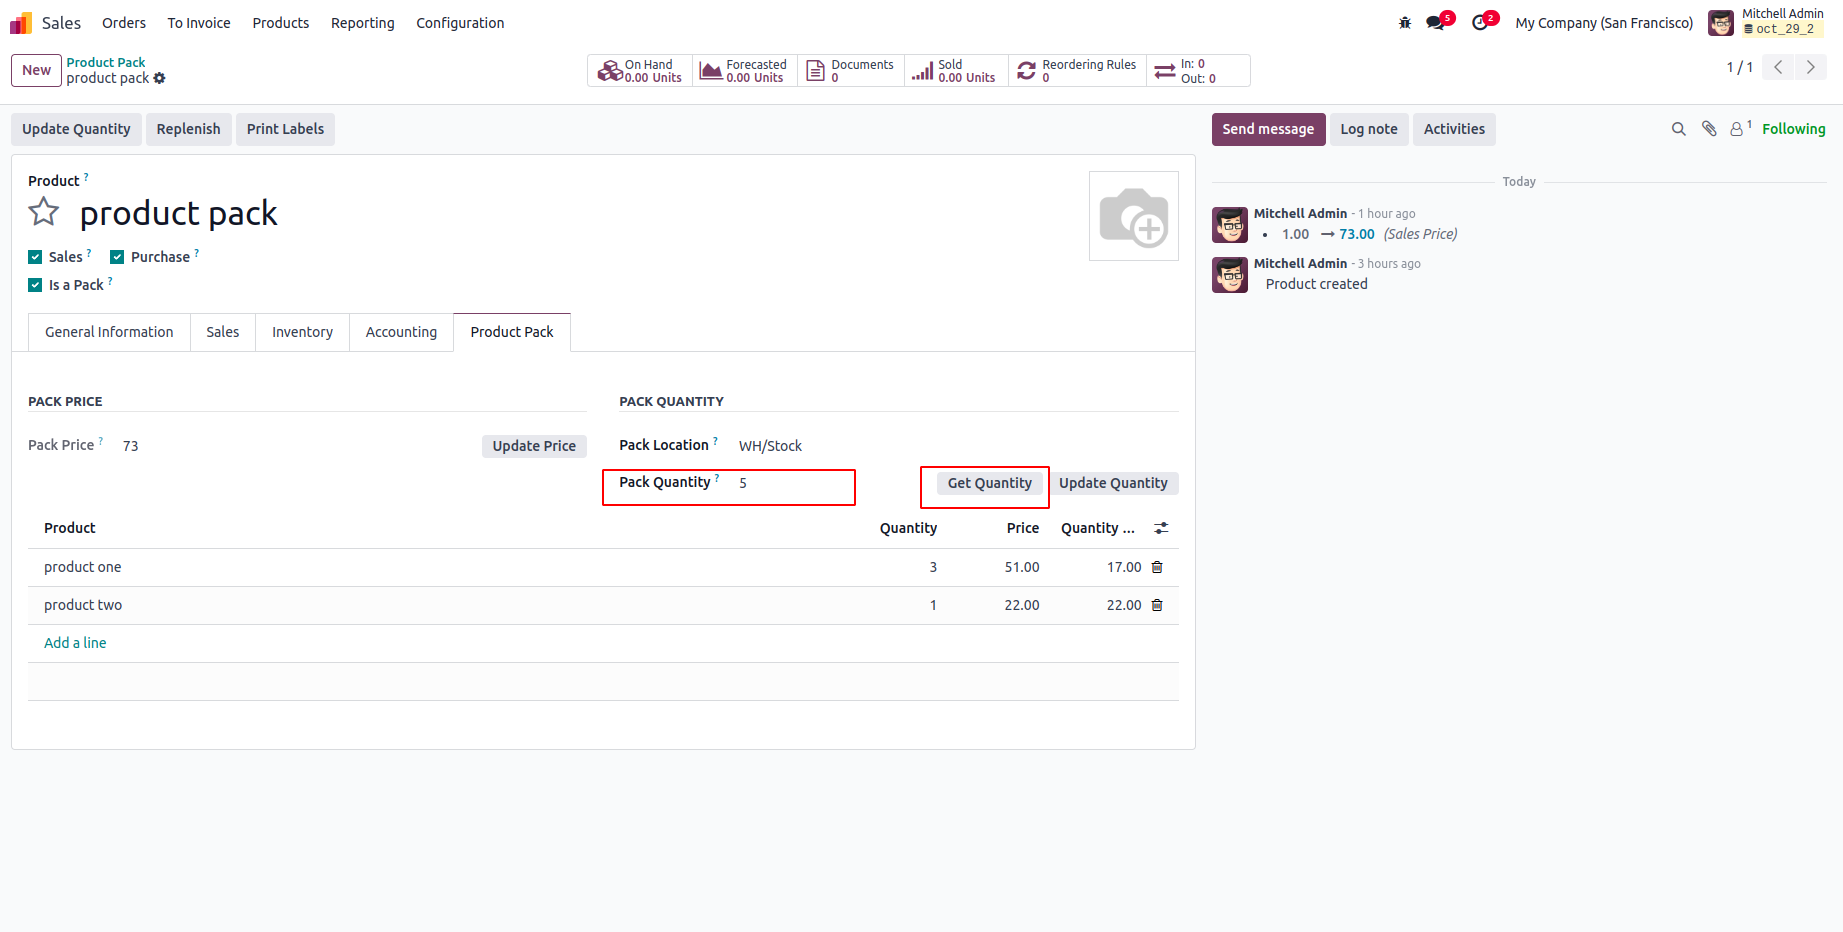 Sales Orders To Invoice Products Reporting Configuration 5 2 My Company (San Francisco) Mitchell Admin
oct_29_2
New Product Pack
product pack
On Hand 0.00 Units
Forecasted 0.00 Units
Documents 0
Sold 0.00 Units
Reordering Rules 0
In: 0
Out: 0
1 / 1
Update Quantity Replenish Print Labels
Send message Log note Activities 1 Following
Product ?
product pack
Sales ? Purchase ?
Is a Pack ?
General Information Sales Inventory Accounting Product Pack
PACK PRICE
Pack Price ? 73 Update Price
PACK QUANTITY
Pack Location ? WH/Stock
Pack Quantity ? 5 Get Quantity Update Quantity
Product Quantity Price Quantity ...
product one 3 51.00 17.00
product two 1 22.00 22.00
Add a line
Today
Mitchell Admin - 1 hour ago
• 1.00 → 73.00 (Sales Price)
Mitchell Admin - 3 hours ago
Product created